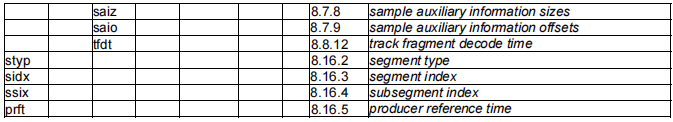 saiz 8.7.8 sample auxiliary information sizes
saio 8.7.9 sample auxiliary information offsets
tfdt 8.8.12 track fragment decode time
styp 8.16.2 segment type
sidx 8.16.3 segment index
ssix 8.16.4 subsegment index
prft 8.16.5 producer reference time